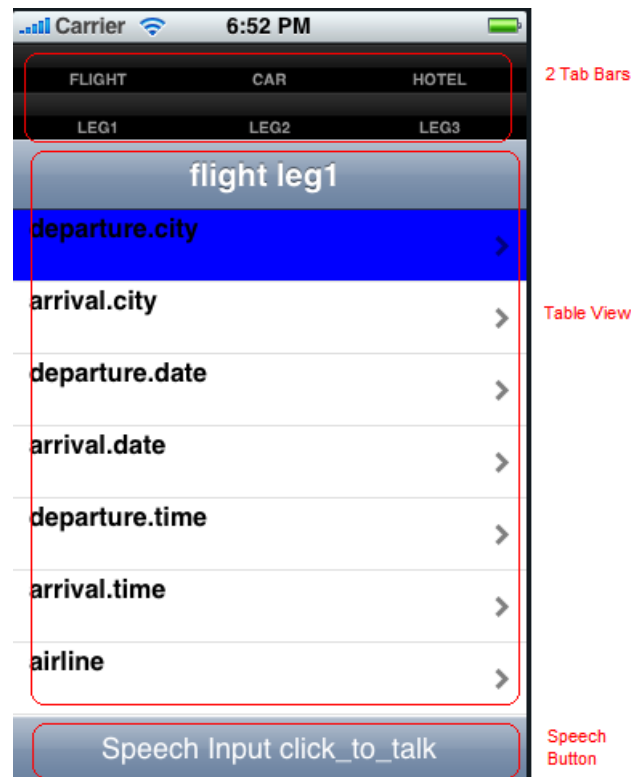 Carrier 6:52 PM
FLIGHT CAR HOTEL
2 Tab Bars
LEG1 LEG2 LEG3
flight leg1
departure.city
arrival.city
Table View
departure.date
arrival.date
departure.time
arrival.time
airline
Speech Input click_to_talk
Speech
Button